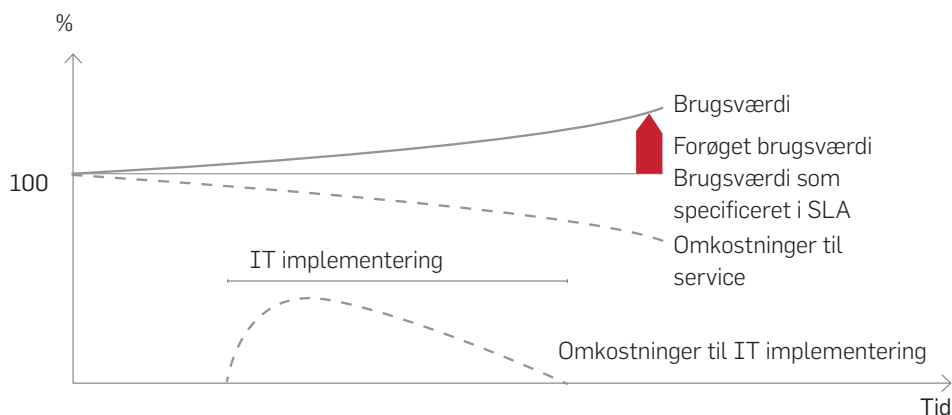 %
Brugsværdi
Forøget brugsværdi
100
Brugsværdi som
specificeret i SLA
Omkostninger til
service
IT implementering
Omkostninger til IT implementering
Tid